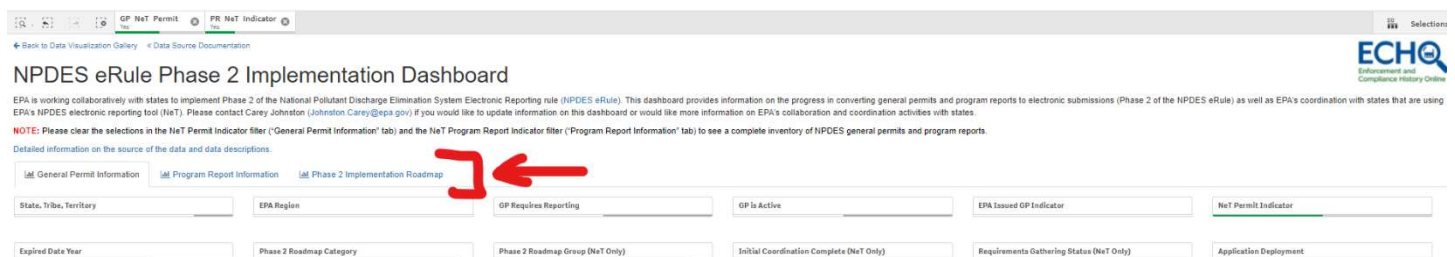 GP NeT Permit
Yes
PR NeT Indicator
Yes
Selections
Back to Data Visualization Gallery « Data Source Documentation
ECHO
Enforcement and
Compliance History Online
NPDES eRule Phase 2 Implementation Dashboard
EPA is working collaboratively with states to implement Phase 2 of the National Pollutant Discharge Elimination System Electronic Reporting rule (NPDES eRule). This dashboard provides information on the progress in converting general permits and program reports to electronic submissions (Phase 2 of the NPDES eRule) as well as EPA's coordination with states that are using
EPA's NPDES electronic reporting tool (NeT). Please contact Carey Johnston (Johnston.Carey@epa.gov) if you would like to update information on this dashboard or would like more information on EPA's collaboration and coordination activities with states.
NOTE: Please clear the selections in the NeT Permit Indicator filter ("General Permit Information" tab) and the NeT Program Report Indicator filter ("Program Report Information" tab) to see a complete inventory of NPDES general permits and program reports.
Detailed information on the source of the data and data descriptions.
General Permit Information Program Report Information Phase 2 Implementation Roadmap
State, Tribe, Territory EPA Region GP Requires Reporting GP is Active EPA Issued GP Indicator NeT Permit Indicator
Expired Date Year Phase 2 Roadmap Category Phase 2 Roadmap Group (NeT Only) Initial Coordination Complete (NeT Only) Requirements Gathering Status (NeT Only) Application Deployment